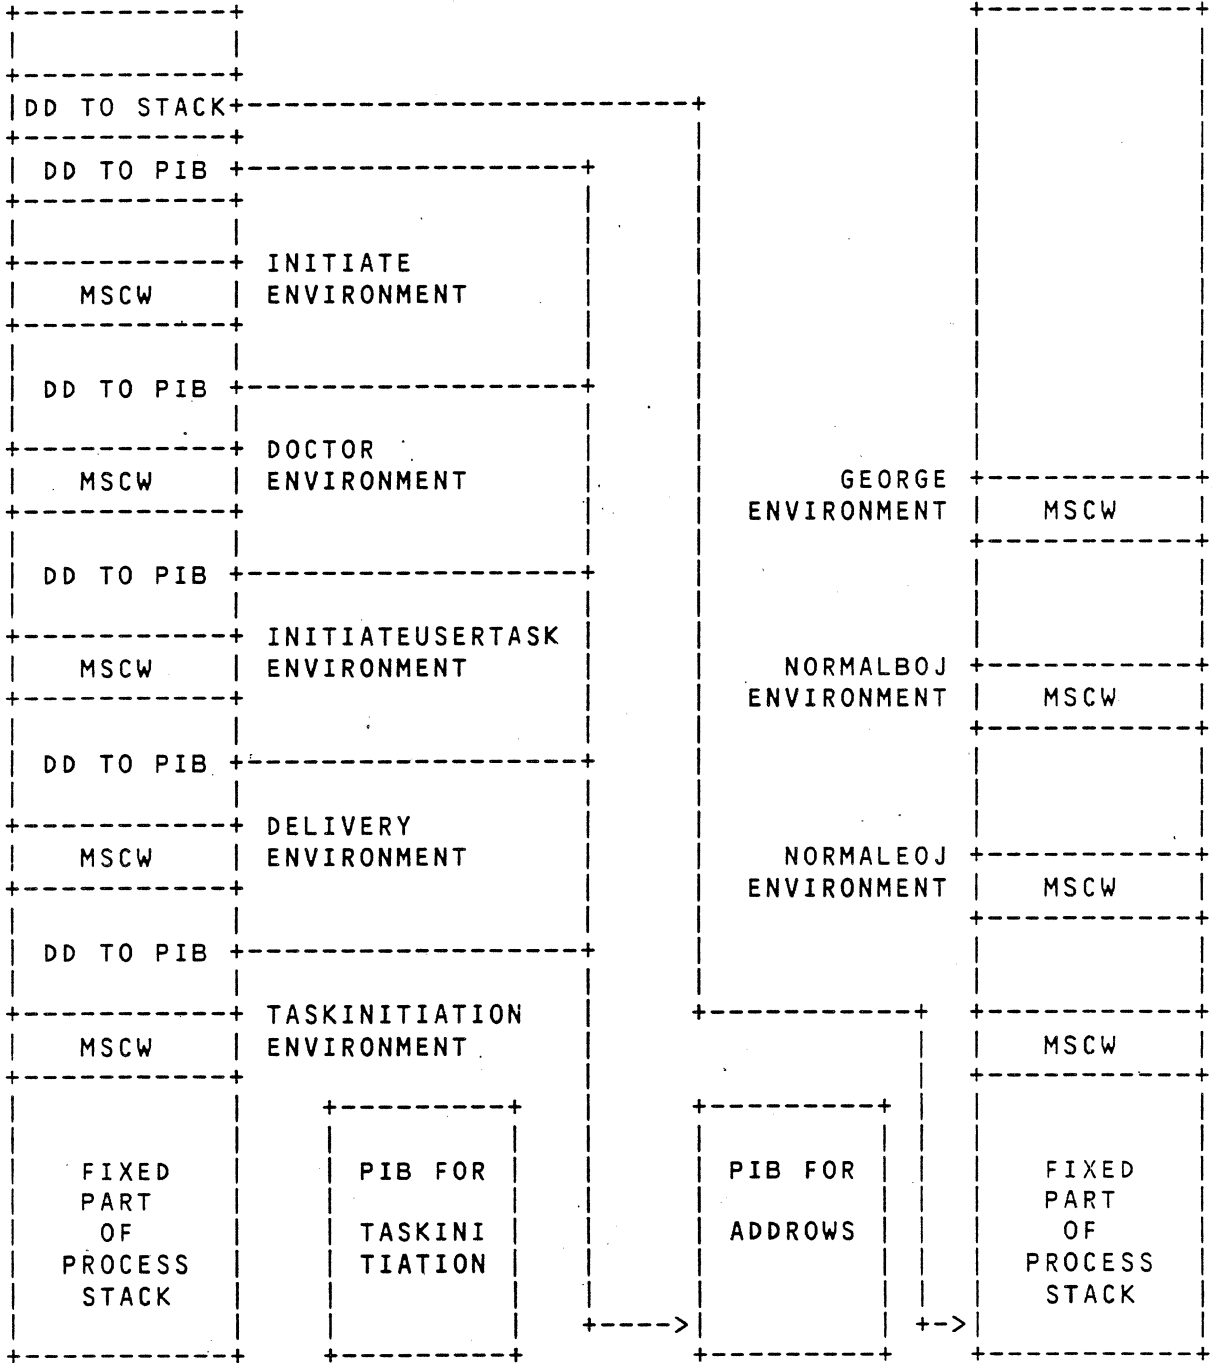 DD TO STACK
DD TO PIB
INITIATE
MSCW ENVIRONMENT
DD TO PIB
DOCTOR
MSCW ENVIRONMENT
GEORGE
ENVIRONMENT MSCW
DD TO PIB
INITIATEUSERTASK
MSCW ENVIRONMENT
NORMALBOJ
ENVIRONMENT MSCW
DD TO PIB
DELIVERY
MSCW ENVIRONMENT
NORMALEOJ
ENVIRONMENT MSCW
DD TO PIB
TASKINITIATION
MSCW ENVIRONMENT
MSCW
FIXED
PART
OF
PROCESS
STACK
PIB FOR
TASKINI
TIATION
PIB FOR
ADDROWS
FIXED
PART
OF
PROCESS
STACK